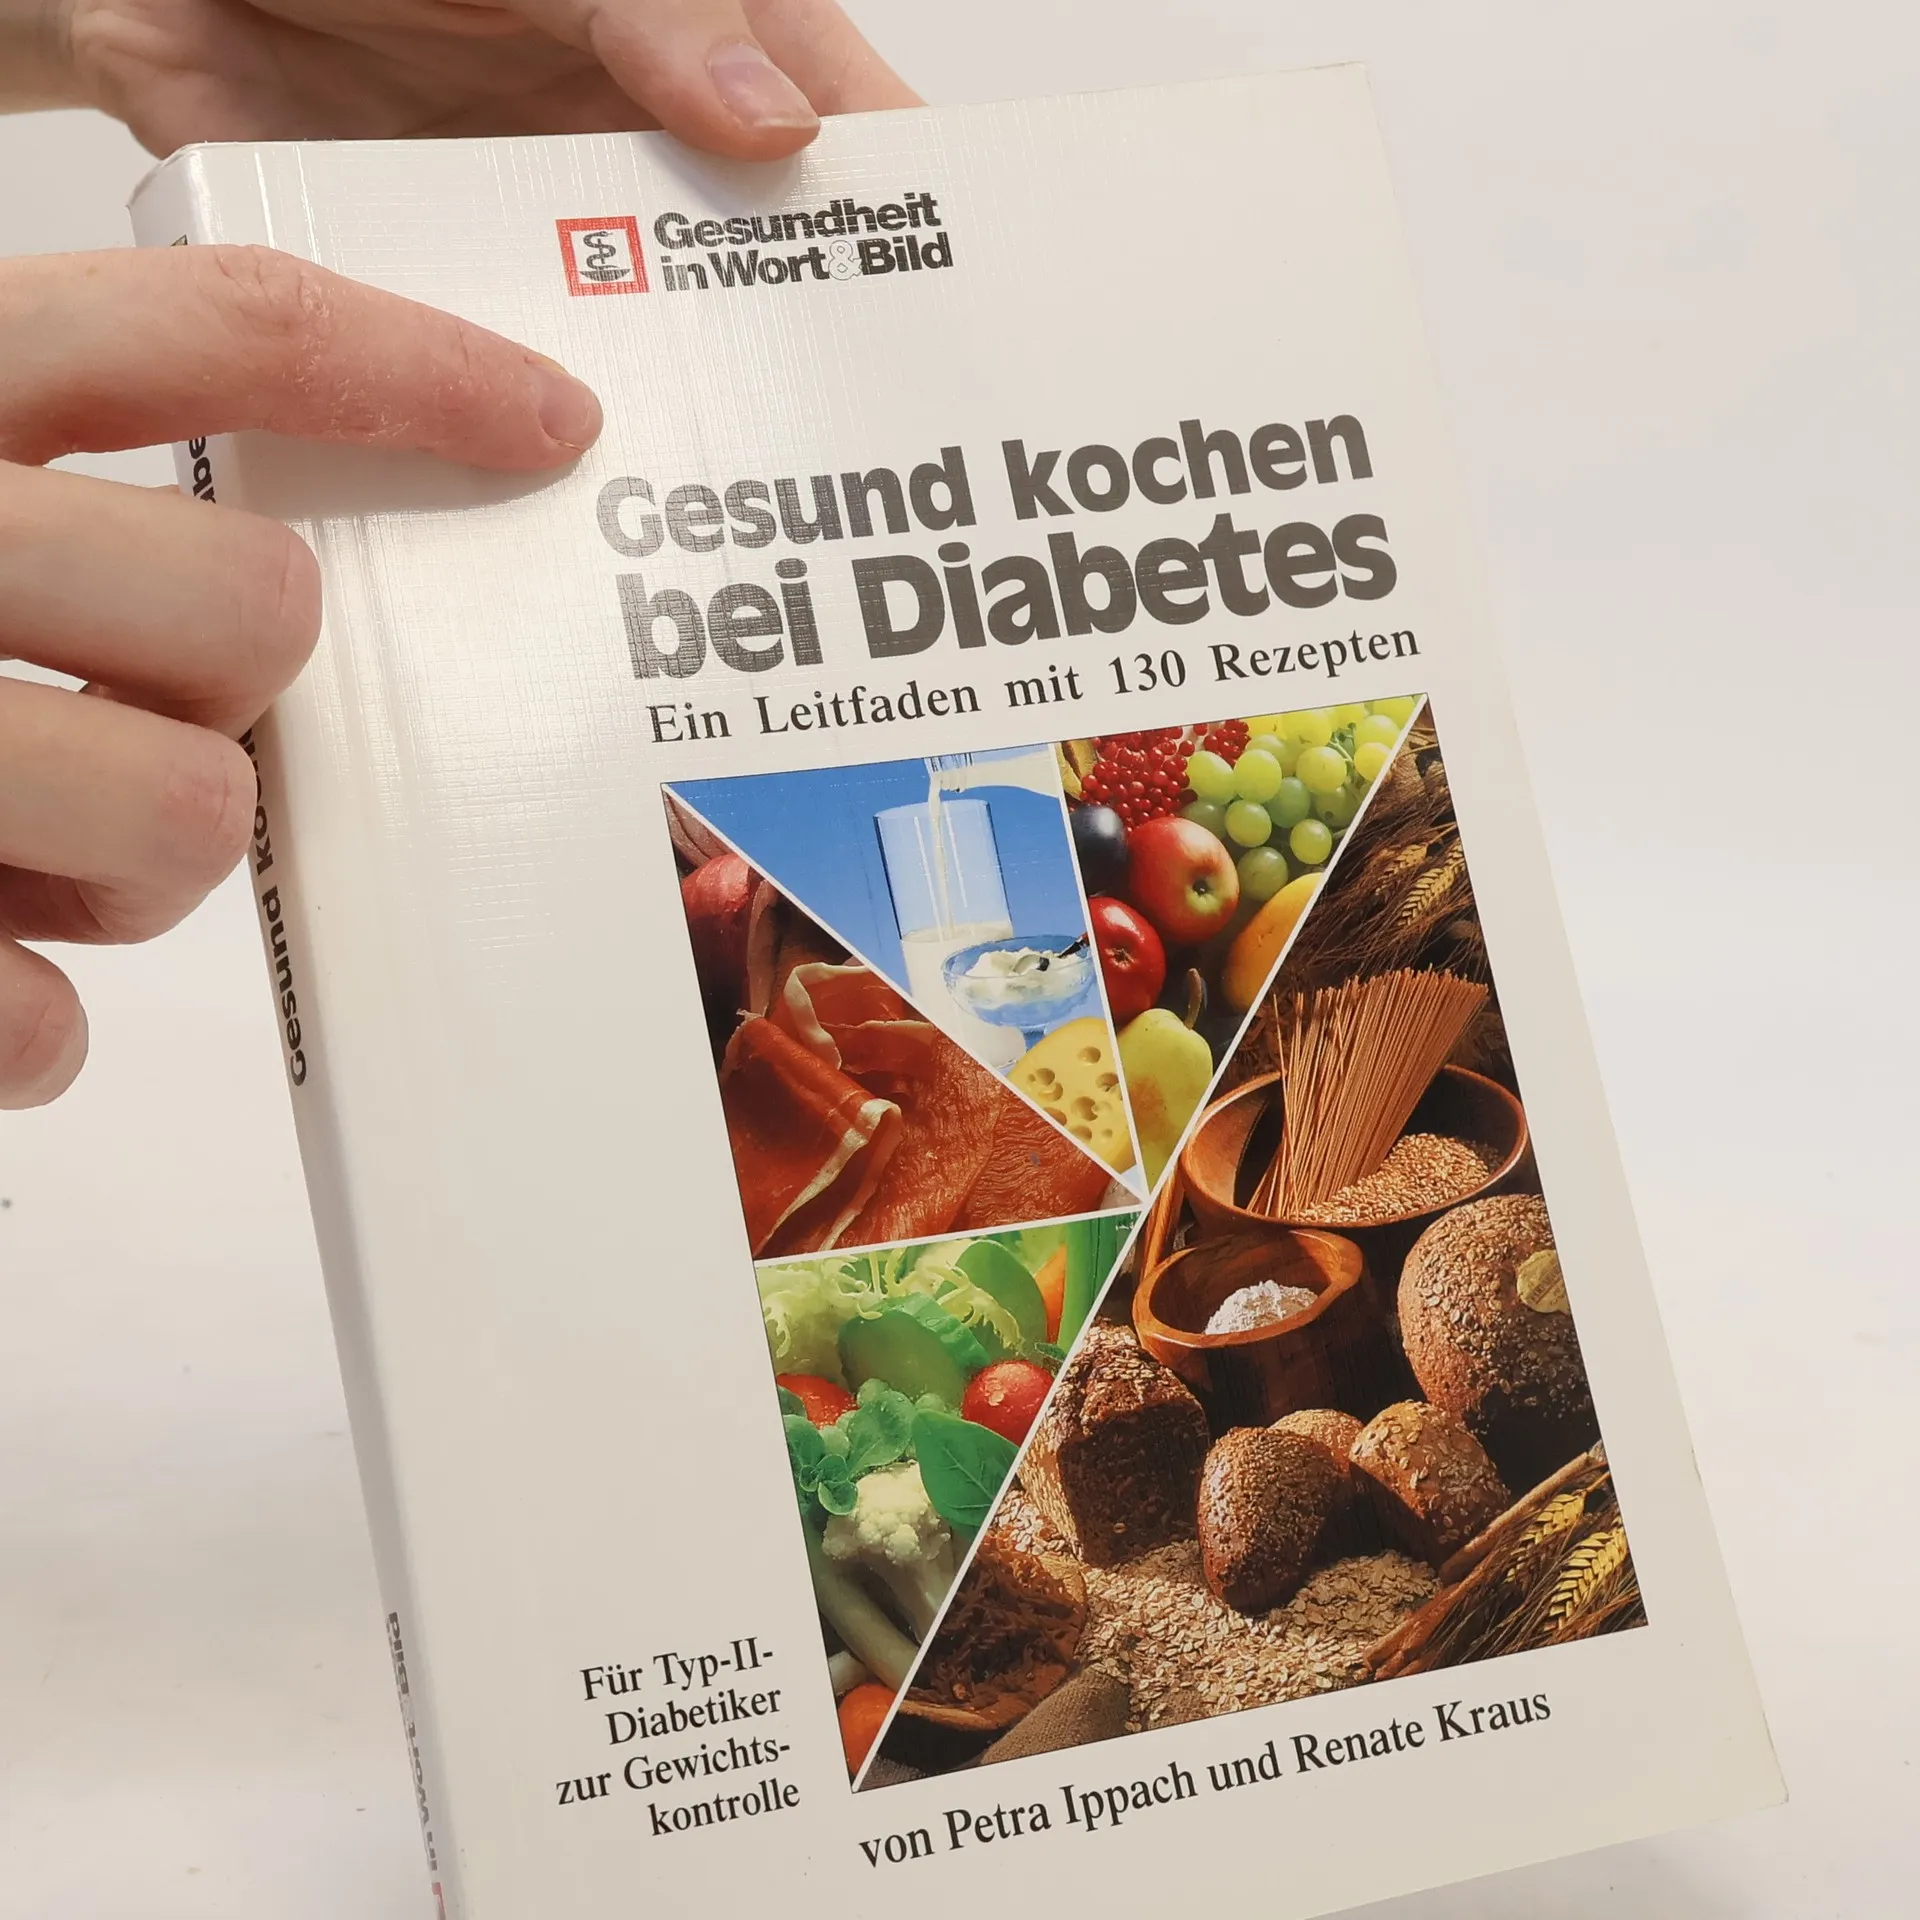 Gesundheit
in Wort&Bild
Gesund kochen
bei Diabetes
Ein Leitfaden mit 130 Rezepten
Für Typ-II-
Diabetiker
zur Gewichts-
kontrolle
von Petra Ippach und Renate Kraus
Gesund